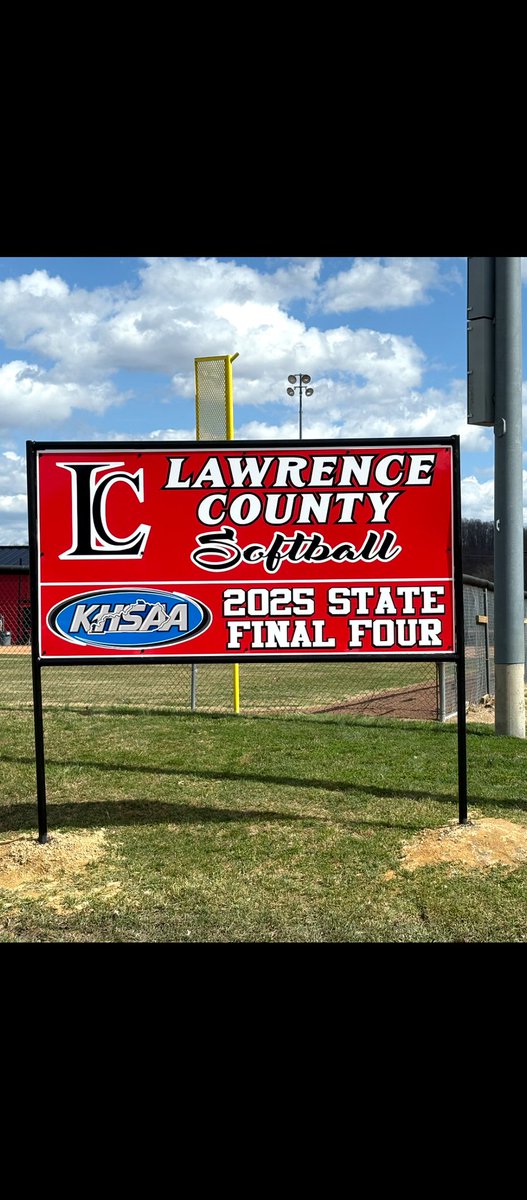 LC
LAWRENCE
COUNTY
Softball
KHSAA
2025 STATE
FINAL FOUR